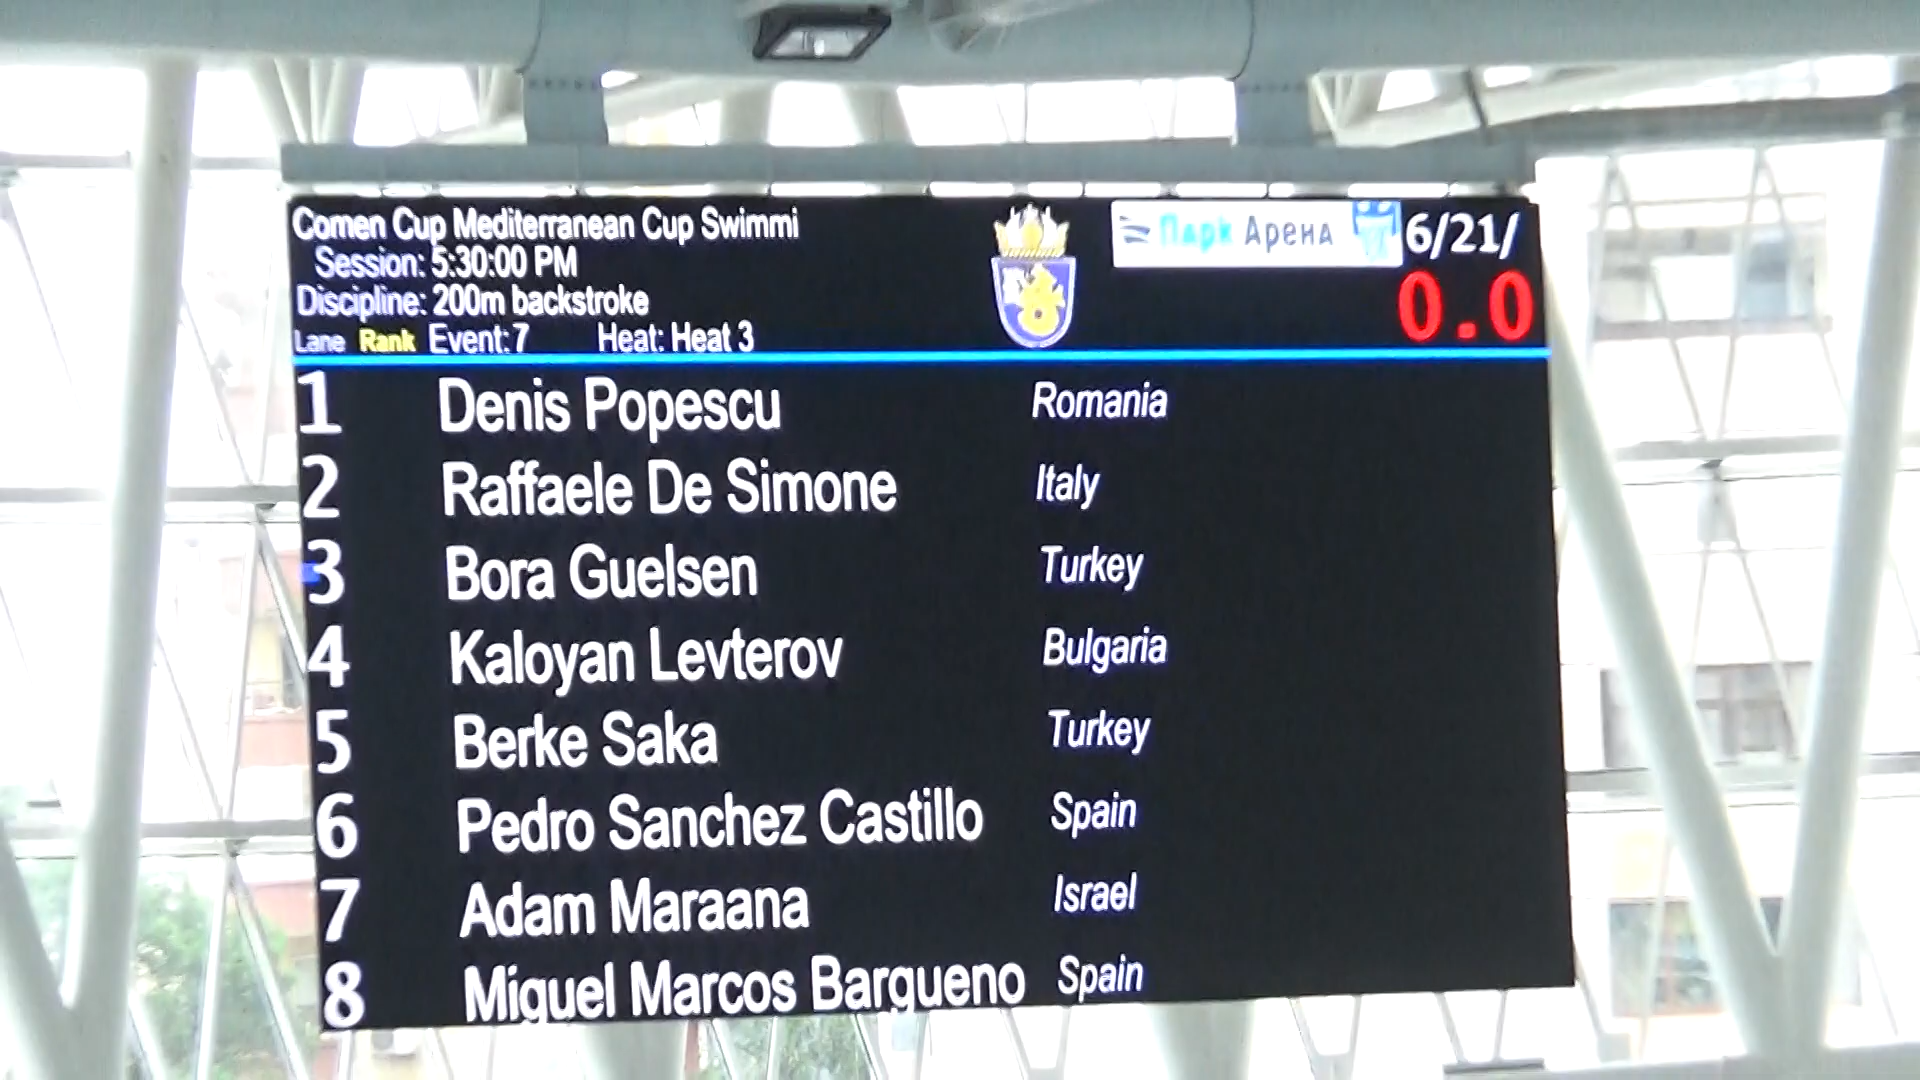 Comen Cup Mediterranean Cup Swimmi
Парк Арена
6/21/
Session: 5:30:00 PM
0.0
Discipline: 200m backstroke
Lane Rank Event: 7 Heat: Heat 3
1 Denis Popescu Romania
2 Raffaele De Simone Italy
3 Bora Guelsen Turkey
4 Kaloyan Levterov Bulgaria
5 Berke Saka Turkey
6 Pedro Sanchez Castillo Spain
7 Adam Maraana Israel
8 Miguel Marcos Bargueno Spain